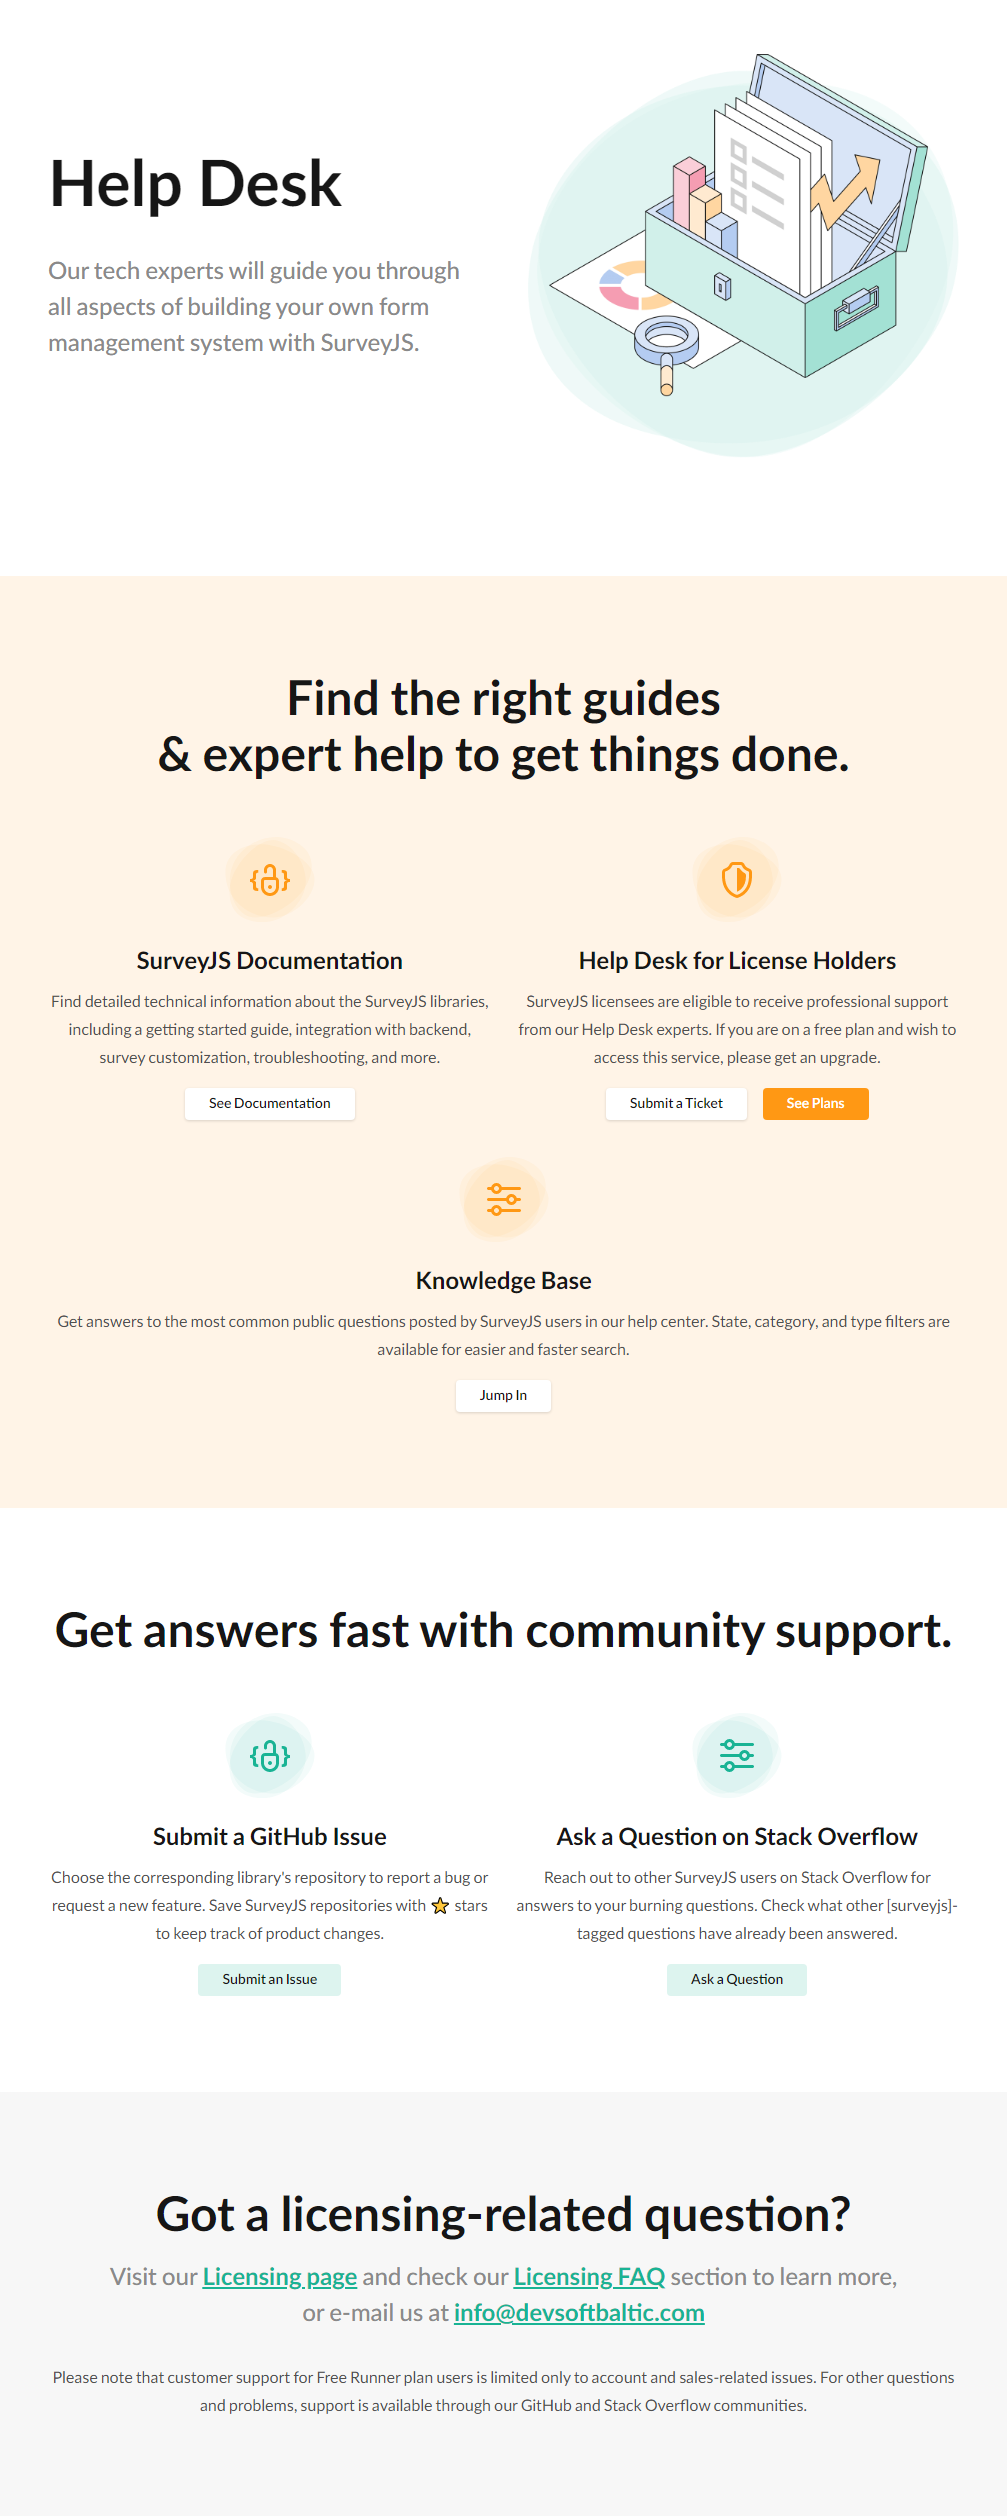 Help Desk
Our tech experts will guide you through
all aspects of building your own form
management system with SurveyJS.
Find the right guides
& expert help to get things done.
SurveyJS Documentation
Find detailed technical information about the SurveyJS libraries,
including a getting started guide, integration with backend,
survey customization, troubleshooting, and more.
See Documentation
Help Desk for License Holders
SurveyJS licensees are eligible to receive professional support
from our Help Desk experts. If you are on a free plan and wish to
access this service, please get an upgrade.
Submit a Ticket
See Plans
Knowledge Base
Get answers to the most common public questions posted by SurveyJS users in our help center. State, category, and type filters are
available for easier and faster search.
Jump In
Get answers fast with community support.
Submit a GitHub Issue
Choose the corresponding library's repository to report a bug or
request a new feature. Save SurveyJS repositories with ⭐ stars
to keep track of product changes.
Submit an Issue
Ask a Question on Stack Overflow
Reach out to other SurveyJS users on Stack Overflow for
answers to your burning questions. Check what other [surveyjs]-
tagged questions have already been answered.
Ask a Question
Got a licensing-related question?
Visit our Licensing page and check our Licensing FAQ section to learn more,
or e-mail us at info@devsoftbaltic.com
Please note that customer support for Free Runner plan users is limited only to account and sales-related issues. For other questions
and problems, support is available through our GitHub and Stack Overflow communities.